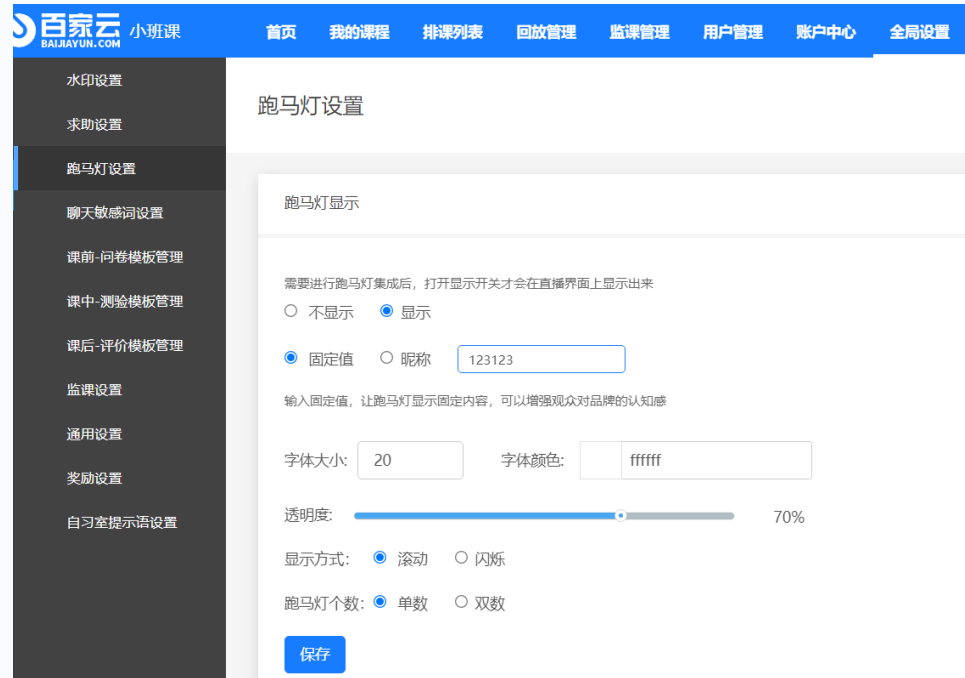 百家云 小班课
BAIJIAYUN.COM
首页 我的课程 排课列表 回放管理 监课管理 用户管理 账户中心 全局设置
水印设置
求助设置
跑马灯设置
聊天敏感词设置
课前-问卷模板管理
课中-测验模板管理
课后-评价模板管理
监课设置
通用设置
奖励设置
自习室提示语设置
跑马灯设置
跑马灯显示
需要进行跑马灯集成后，打开显示开关才会在直播界面上显示出来
不显示 显示
固定值 昵称 123123
输入固定值，让跑马灯显示固定内容，可以增强观众对品牌的认知感
字体大小: 20 字体颜色: ffffff
透明度: 70%
显示方式: 滚动 闪烁
跑马灯个数: 单数 双数
保存